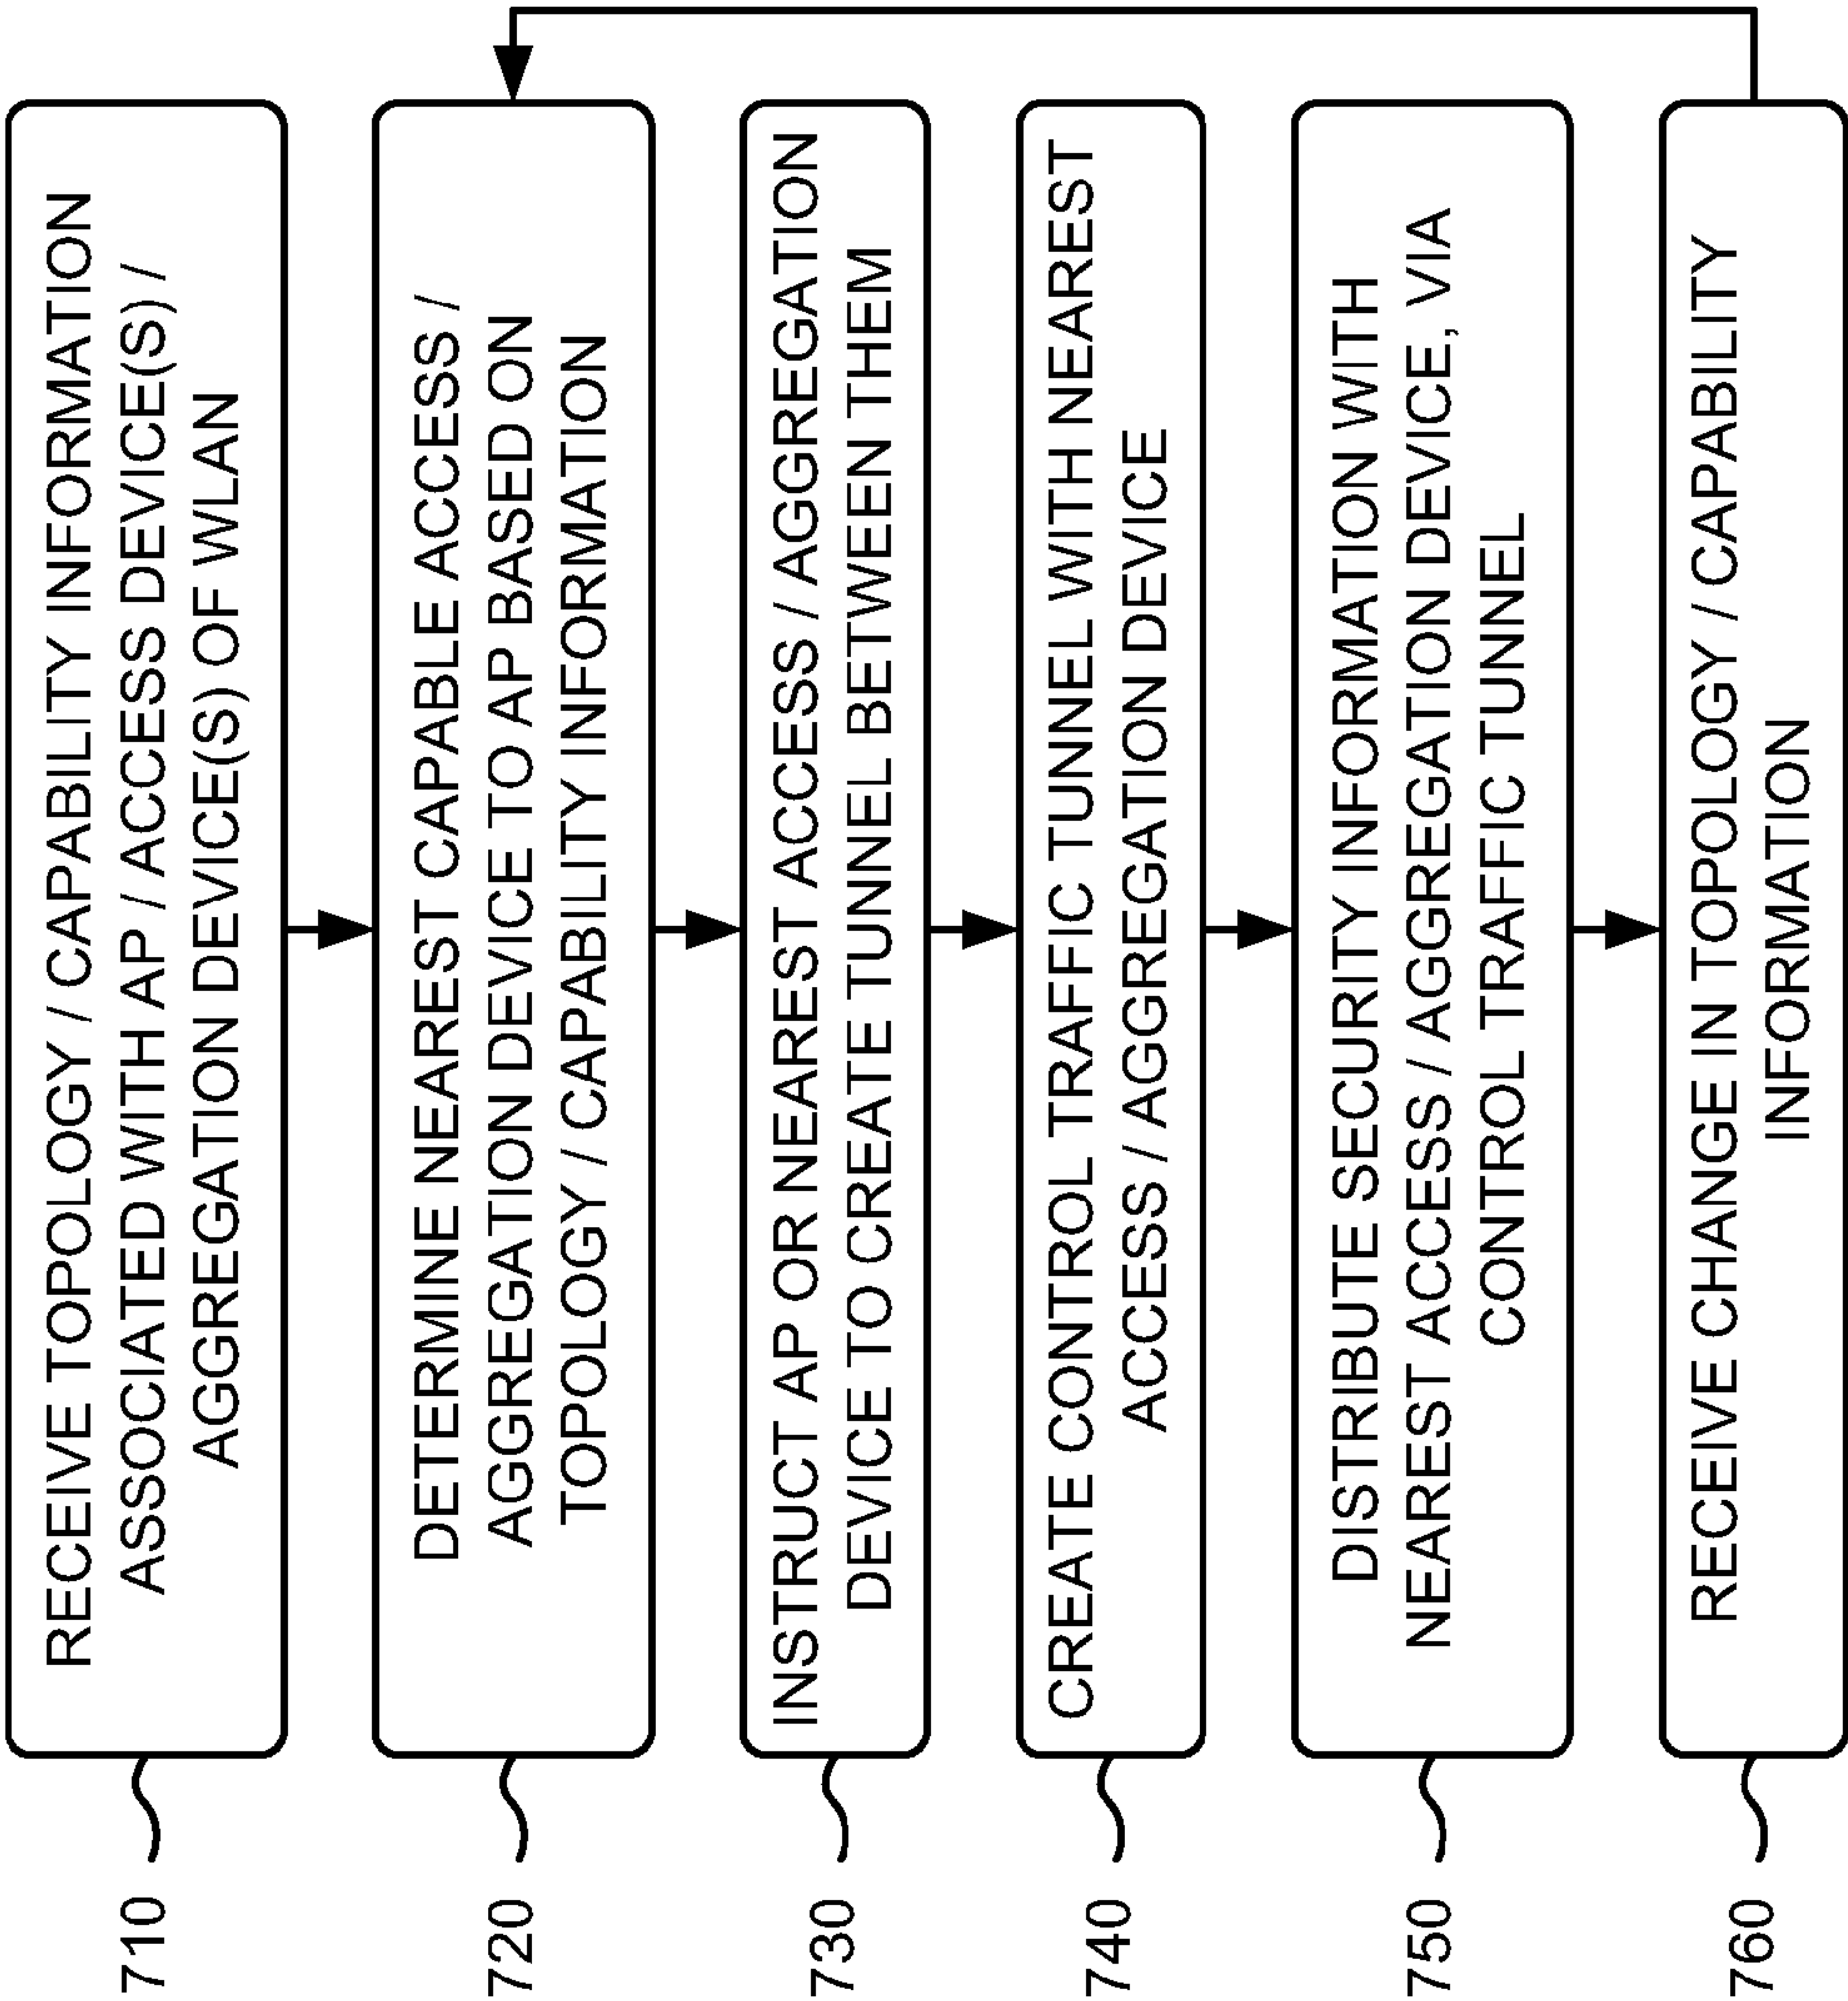 710
RECEIVE TOPOLOGY / CAPABILITY INFORMATION
ASSOCIATED WITH AP / ACCESS DEVICE(S) /
AGGREGATION DEVICE(S) OF WLAN
720
DETERMINE NEAREST CAPABLE ACCESS /
AGGREGATION DEVICE TO AP BASED ON
TOPOLOGY / CAPABILITY INFORMATION
730
INSTRUCT AP OR NEAREST ACCESS / AGGREGATION
DEVICE TO CREATE TUNNEL BETWEEN THEM
740
CREATE CONTROL TRAFFIC TUNNEL WITH NEAREST
ACCESS / AGGREGATION DEVICE
750
DISTRIBUTE SECURITY INFORMATION WITH
NEAREST ACCESS / AGGREGATION DEVICE, VIA
CONTROL TRAFFIC TUNNEL
760
RECEIVE CHANGE IN TOPOLOGY / CAPABILITY
INFORMATION